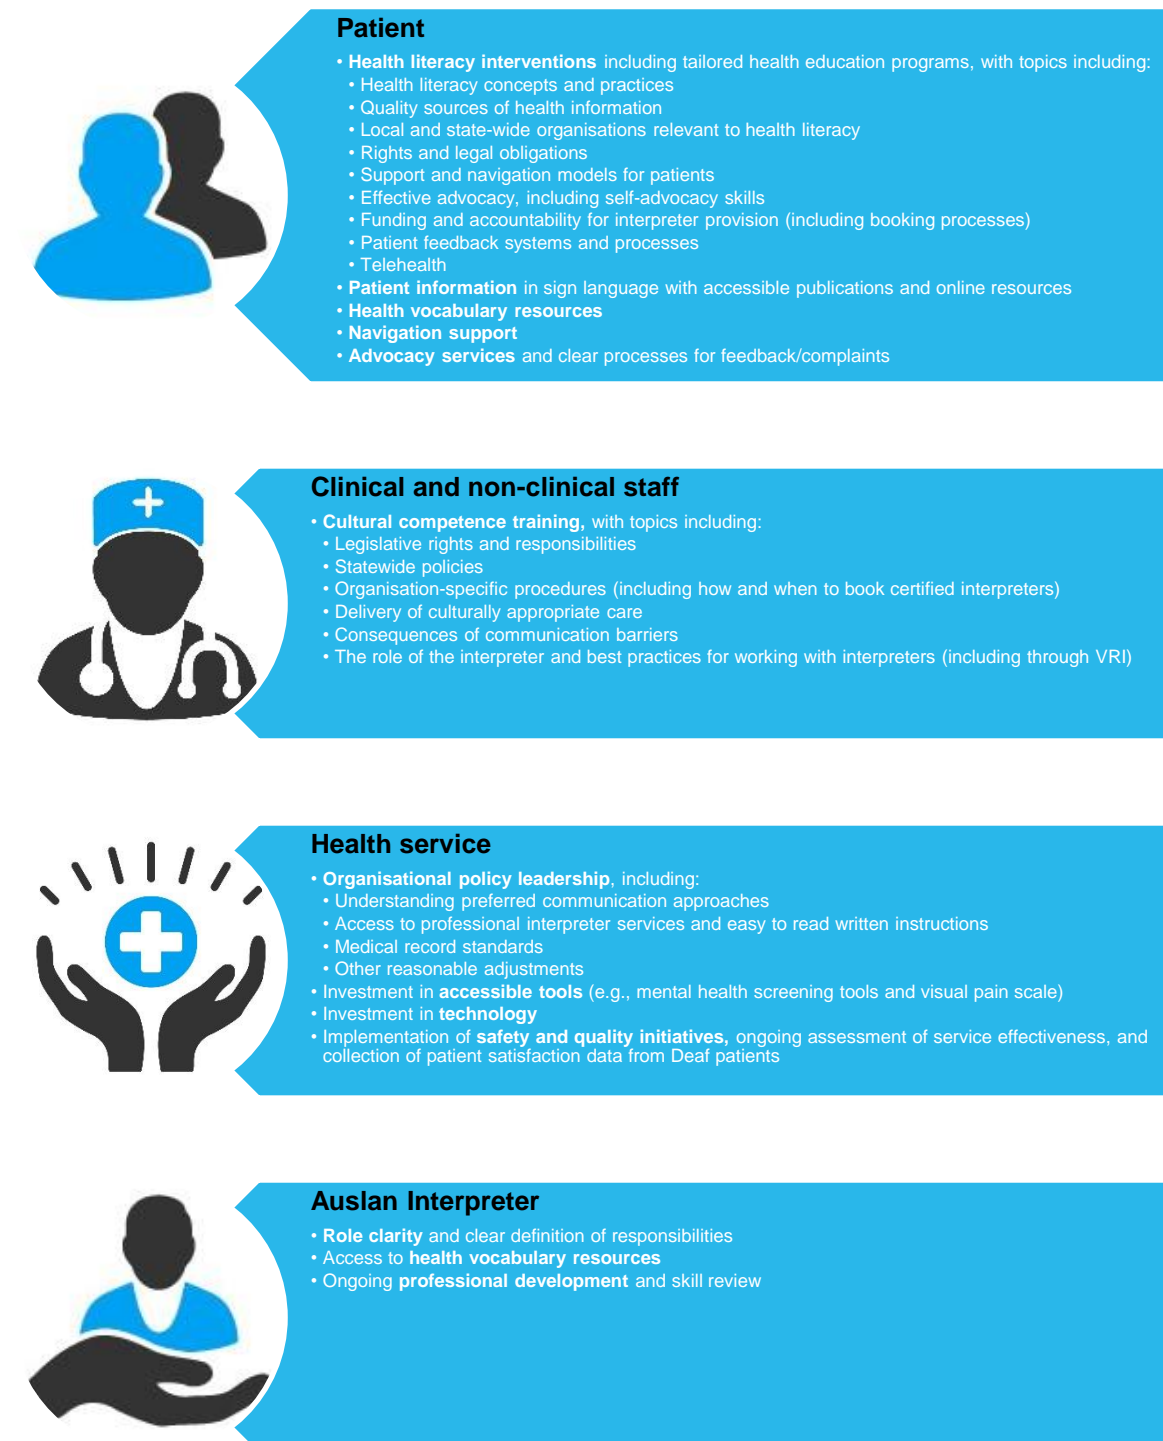 Patient
• Health literacy interventions including tailored health education programs, with topics including:
• Health literacy concepts and practices
• Quality sources of health information
• Local and state-wide organisations relevant to health literacy
• Rights and legal obligations
• Support and navigation models for patients
• Effective advocacy, including self-advocacy skills
• Funding and accountability for interpreter provision (including booking processes)
• Patient feedback systems and processes
• Telehealth
• Patient information in sign language with accessible publications and online resources
• Health vocabulary resources
• Navigation support
• Advocacy services and clear processes for feedback/complaints
Clinical and non-clinical staff
• Cultural competence training, with topics including:
• Legislative rights and responsibilities
• Statewide policies
• Organisation-specific procedures (including how and when to book certified interpreters)
• Delivery of culturally appropriate care
• Consequences of communication barriers
• The role of the interpreter and best practices for working with interpreters (including through VRI)
Health service
• Organisational policy leadership, including:
• Understanding preferred communication approaches
• Access to professional interpreter services and easy to read written instructions
• Medical record standards
• Other reasonable adjustments
• Investment in accessible tools (e.g., mental health screening tools and visual pain scale)
• Investment in technology
• Implementation of safety and quality initiatives, ongoing assessment of service effectiveness, and
collection of patient satisfaction data from Deaf patients
Auslan Interpreter
• Role clarity and clear definition of responsibilities
• Access to health vocabulary resources
• Ongoing professional development and skill review